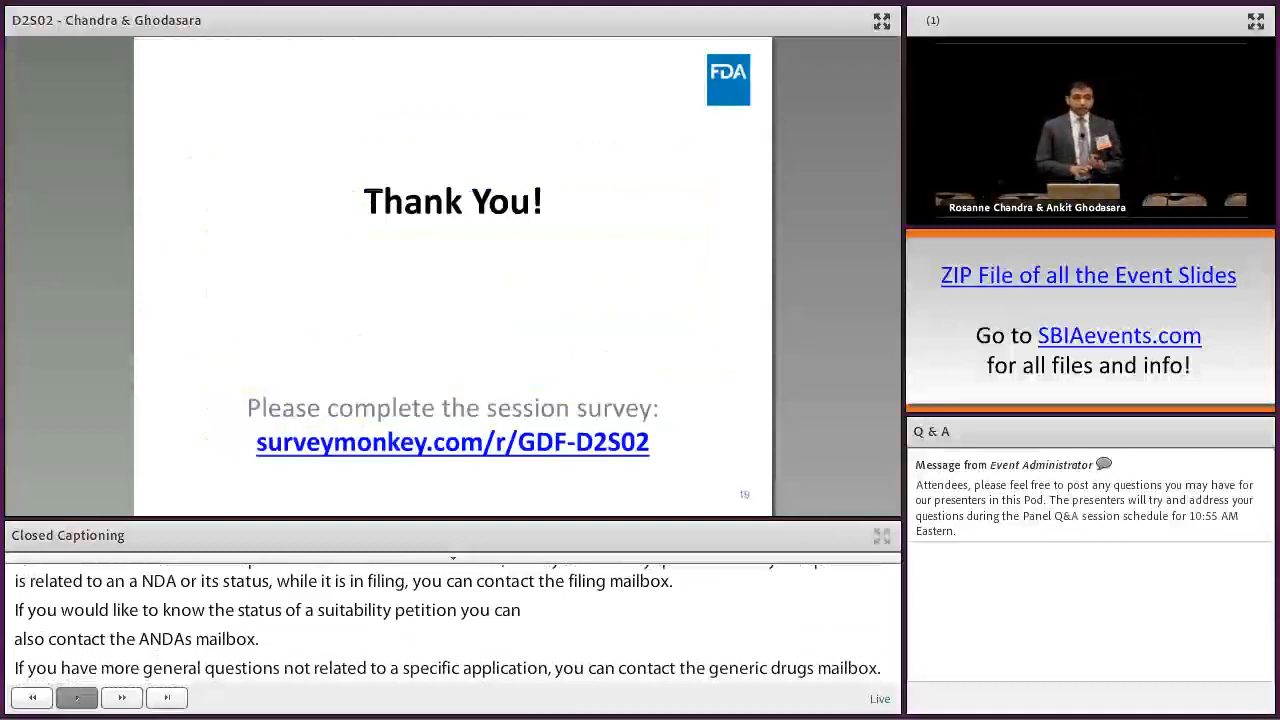 D2S02 - Chandra & Ghodasara
FDA
Thank You!
Please complete the session survey:
surveymonkey.com/r/GDF-D2S02
19
Closed Captioning
is related to an a NDA or its status, while it is in filing, you can contact the filing mailbox.
If you would like to know the status of a suitability petition you can
also contact the ANDAs mailbox.
If you have more general questions not related to a specific application, you can contact the generic drugs mailbox.
Live
(1)
Rosanne Chandra & Ankit Ghodasara
ZIP File of all the Event Slides
Go to SBIAevents.com
for all files and info!
Q & A
Message from Event Administrator
Attendees, please feel free to post any questions you may have for
our presenters in this Pod. The presenters will try and address your
questions during the Panel Q&A session schedule for 10:55 AM
Eastern.